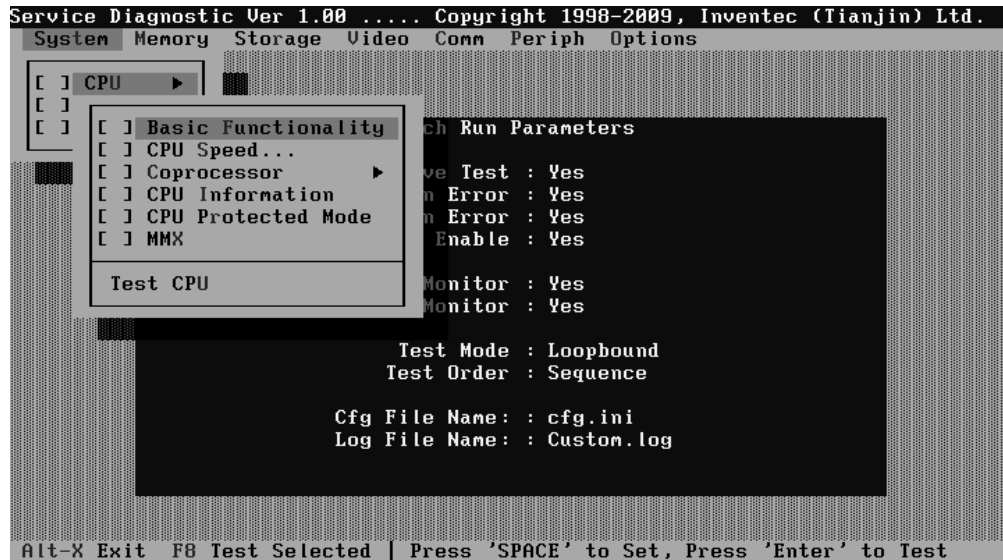 Service Diagnostic Ver 1.00 ..... Copyright 1998-2009, Inventec (Tianjin) Ltd.
System Memory Storage Video Comm Periph Options
[ ] CPU ►
[ ]
[ ]
[ ] Basic Functionality
[ ] CPU Speed...
[ ] Coprocessor ►
[ ] CPU Information
[ ] CPU Protected Mode
[ ] MMX
Test CPU
ch Run Parameters
ve Test : Yes
n Error : Yes
n Error : Yes
Enable : Yes
Monitor : Yes
Monitor : Yes
Test Mode : Loopbound
Test Order : Sequence
Cfg File Name: : cfg.ini
Log File Name: : Custom.log
Alt-X Exit F8 Test Selected | Press 'SPACE' to Set, Press 'Enter' to Test